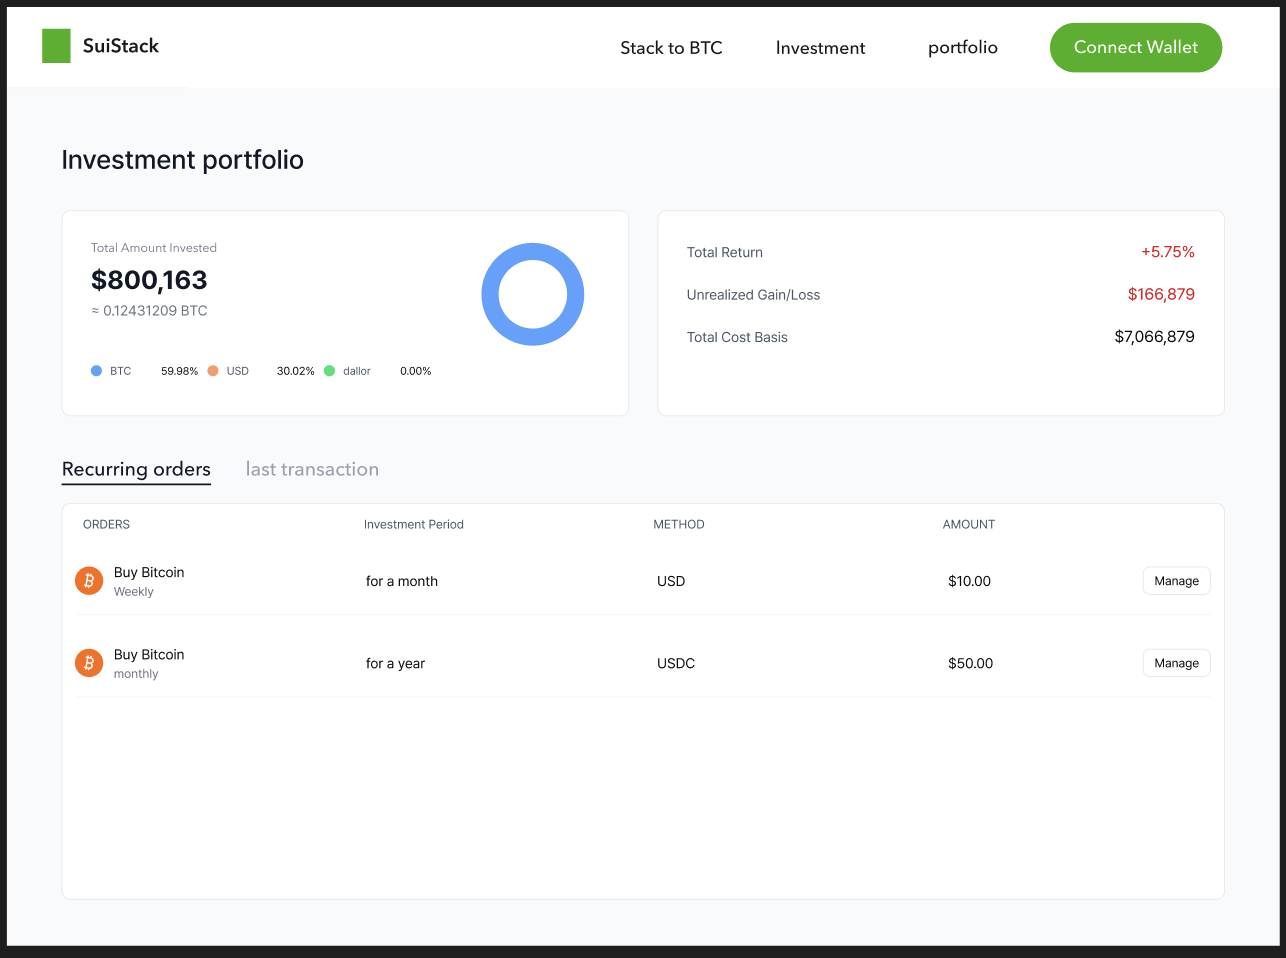 SuiStack
Stack to BTC Investment portfolio Connect Wallet
Investment portfolio
Total Amount Invested
$800,163
≈ 0.12431209 BTC
BTC 59.98% USD 30.02% dallor 0.00%
Total Return +5.75%
Unrealized Gain/Loss $166,879
Total Cost Basis $7,066,879
Recurring orders last transaction
ORDERS Investment Period METHOD AMOUNT
Buy Bitcoin
Weekly
for a month USD $10.00 Manage
Buy Bitcoin
monthly
for a year USDC $50.00 Manage